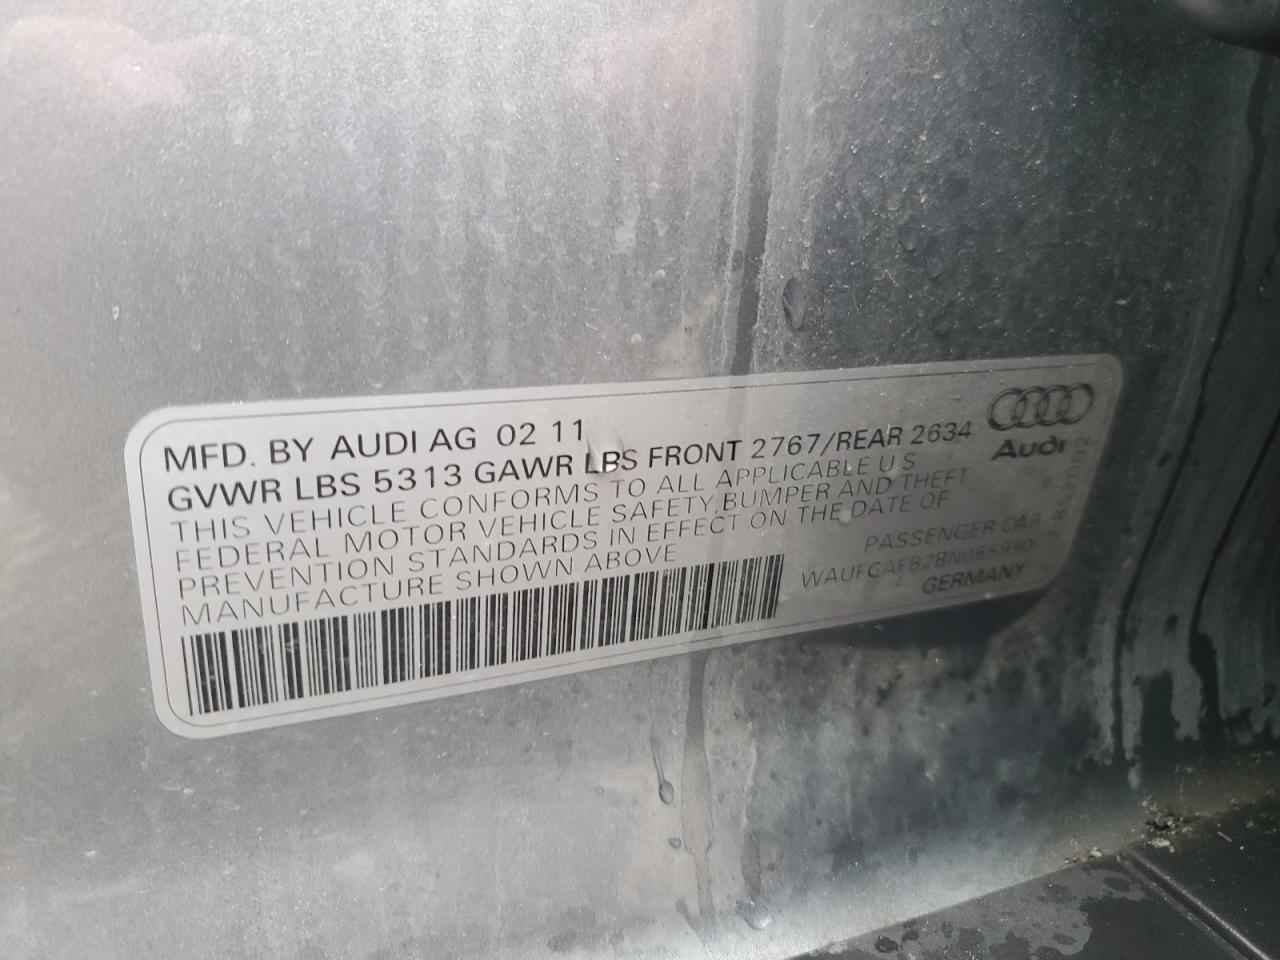 MFD. BY AUDI AG 02 11
GVWR LBS 5313 GAWR LBS FRONT 2767/REAR 2634
THIS VEHICLE CONFORMS TO ALL APPLICABLE U S
FEDERAL MOTOR VEHICLE SAFETY, BUMPER AND THEFT
PREVENTION STANDARDS IN EFFECT ON THE DATE OF
MANUFACTURE SHOWN ABOVE
Audi
PASSENGER CAR
WAUFGAFB2BN065990
GERMANY